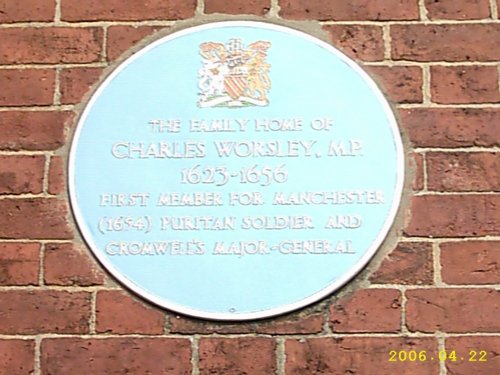 THE FAMILY HOME OF
CHARLES WORSLEY, M.P.
1623-1656
FIRST MEMBER FOR MANCHESTER
(1654) PURITAN SOLDIER AND
CROMWELL'S MAJOR-GENERAL
2006.04.22